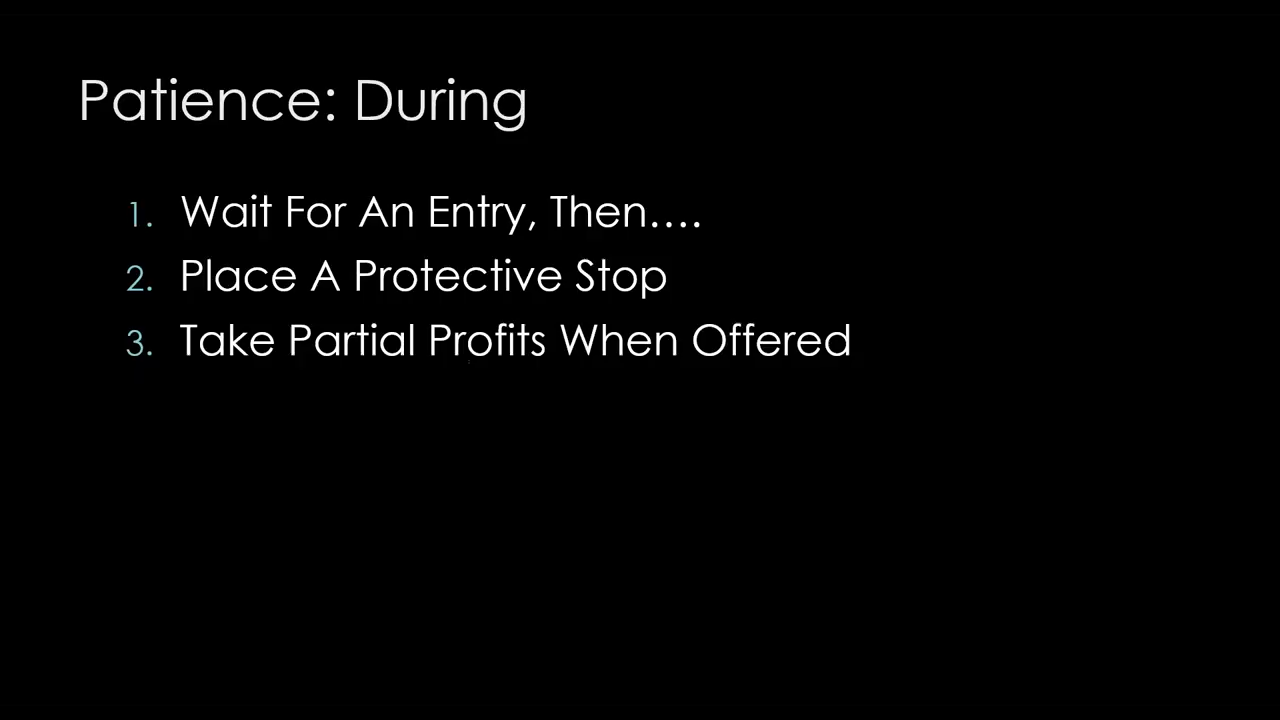 Patience: During
1. Wait For An Entry, Then....
2. Place A Protective Stop
3. Take Partial Profits When Offered